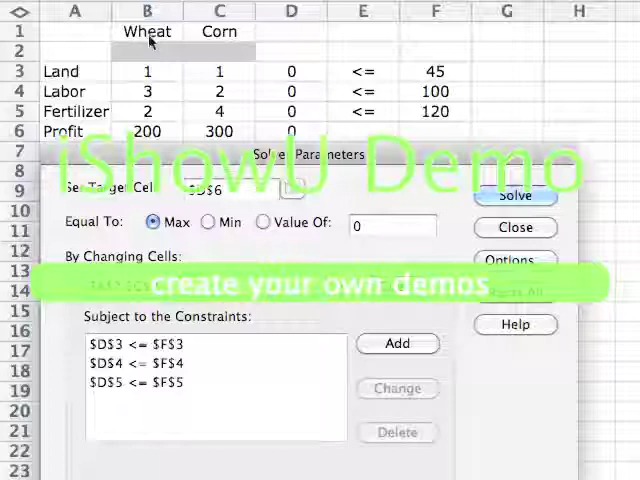 A B C D E F G H
1 Wheat Corn
2
3 Land 1 1 0 <= 45
4 Labor 3 2 0 <= 100
5 Fertilizer 2 4 0 <= 120
6 Profit 200 300 0
7 Solver Parameters
iShowU Demo
8
9 Set Target Cell: $D$6 Solve
10
11 Equal To: Max Min Value Of: 0 Close
12 By Changing Cells: Options...
13
14 create your own demos
15
16 Subject to the Constraints: Help
17 $D$3 <= $F$3 Add
18 $D$4 <= $F$4
19 $D$5 <= $F$5 Change
20
21 Delete
22
23